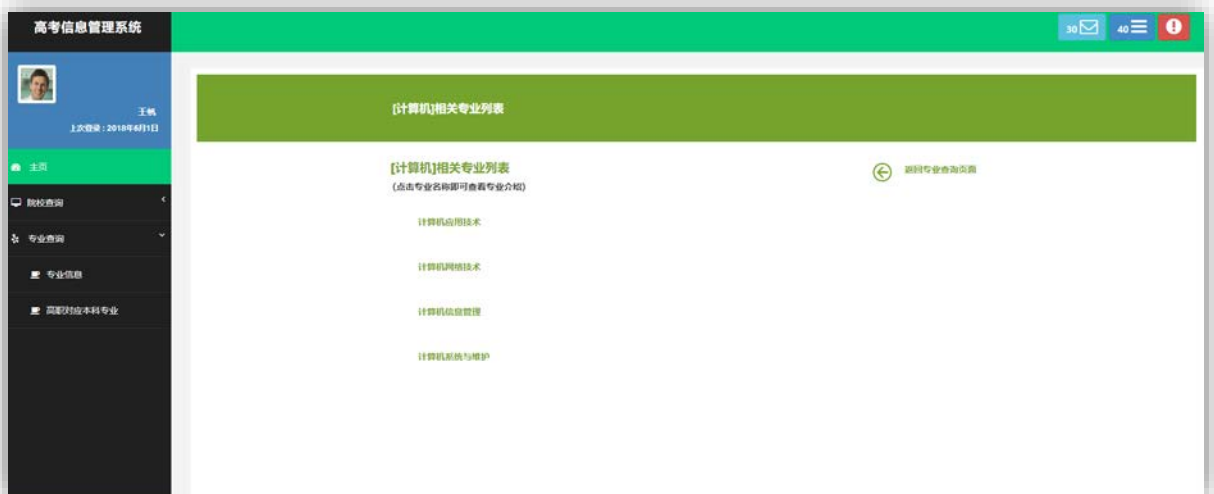 高考信息管理系统
30
40
王帆
上次登录 : 2018年6月1日
主页
院校查询
专业查询
专业信息
高职对应本科专业
[计算机]相关专业列表
[计算机]相关专业列表
(点击专业名称即可查看专业介绍)
返回专业查询页面
计算机应用技术
计算机网络技术
计算机信息管理
计算机系统与维护